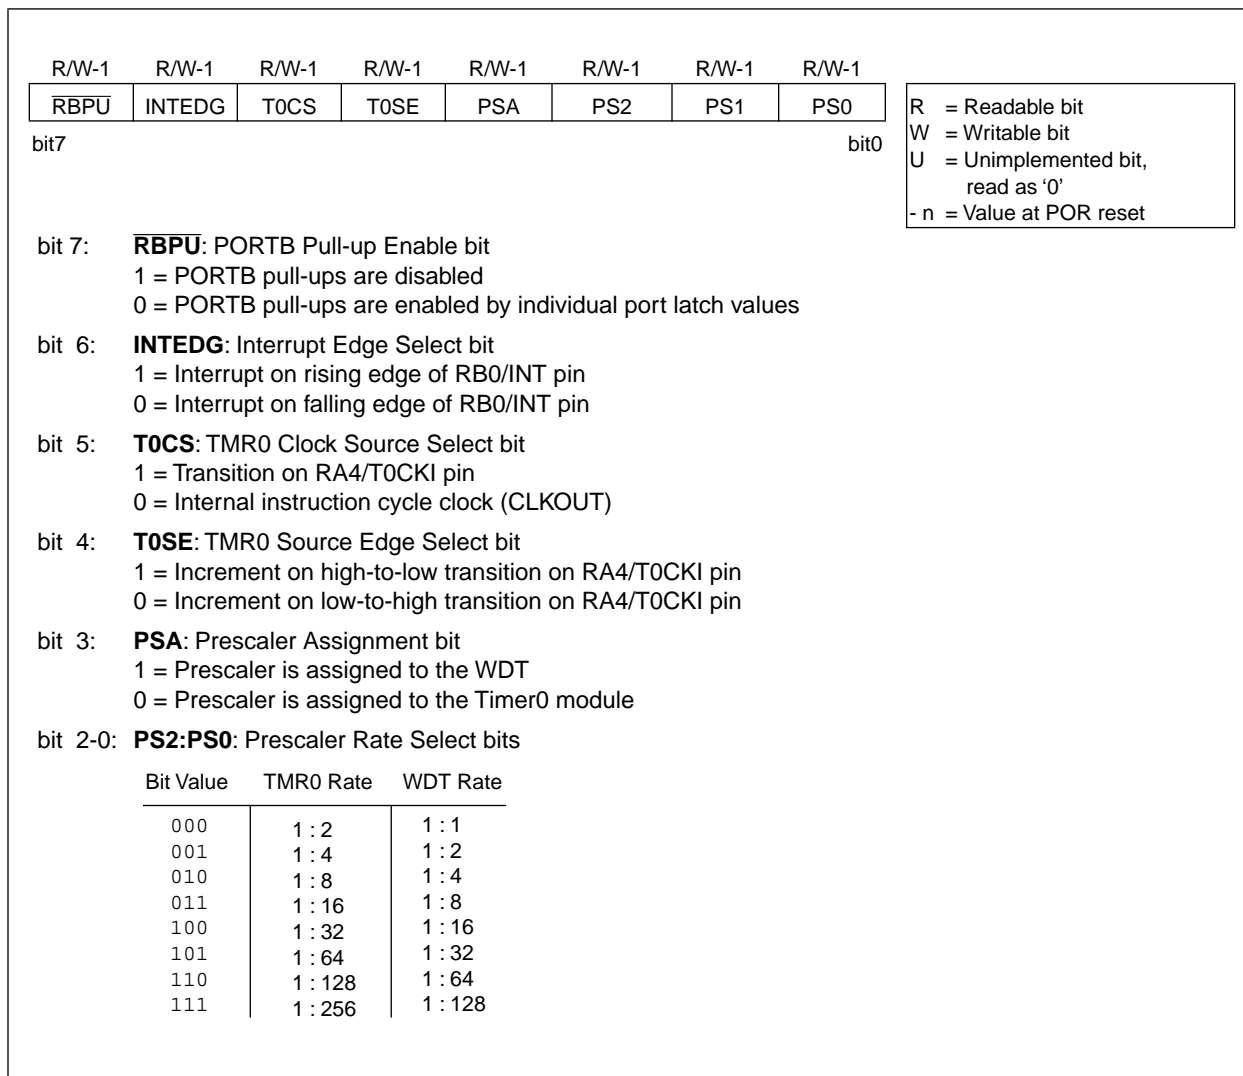 R/W-1 R/W-1 R/W-1 R/W-1 R/W-1 R/W-1 R/W-1 R/W-1
RBPU INTEDG T0CS T0SE PSA PS2 PS1 PS0
bit7 bit0
R = Readable bit
W = Writable bit
U = Unimplemented bit,
read as ‘0’
- n = Value at POR reset
bit 7: RBPU: PORTB Pull-up Enable bit
1 = PORTB pull-ups are disabled
0 = PORTB pull-ups are enabled by individual port latch values
bit 6: INTEDG: Interrupt Edge Select bit
1 = Interrupt on rising edge of RB0/INT pin
0 = Interrupt on falling edge of RB0/INT pin
bit 5: T0CS: TMR0 Clock Source Select bit
1 = Transition on RA4/T0CKI pin
0 = Internal instruction cycle clock (CLKOUT)
bit 4: T0SE: TMR0 Source Edge Select bit
1 = Increment on high-to-low transition on RA4/T0CKI pin
0 = Increment on low-to-high transition on RA4/T0CKI pin
bit 3: PSA: Prescaler Assignment bit
1 = Prescaler is assigned to the WDT
0 = Prescaler is assigned to the Timer0 module
bit 2-0: PS2:PS0: Prescaler Rate Select bits
Bit Value TMR0 Rate WDT Rate
000 1 : 2 1 : 1
001 1 : 4 1 : 2
010 1 : 8 1 : 4
011 1 : 16 1 : 8
100 1 : 32 1 : 16
101 1 : 64 1 : 32
110 1 : 128 1 : 64
111 1 : 256 1 : 128